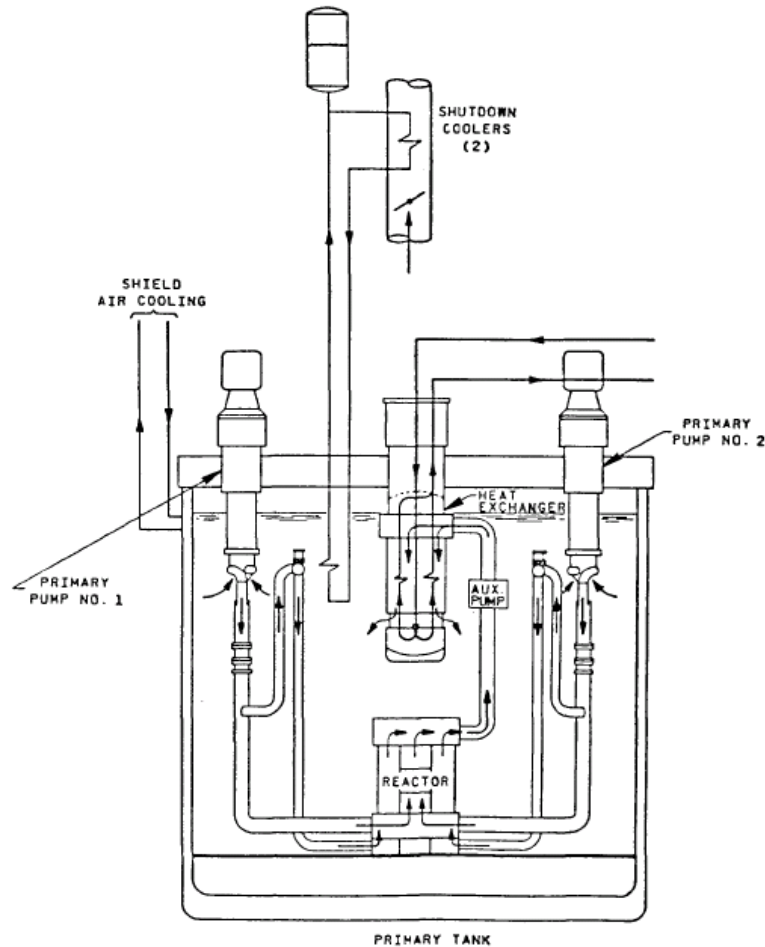 SHUTDOWN
COOLERS
(2)
SHIELD
AIR COOLING
PRIMARY
PUMP NO. 2
HEAT
EXCHANGER
PRIMARY
PUMP NO. 1
AUX.
PUMP
REACTOR
PRIMARY TANK